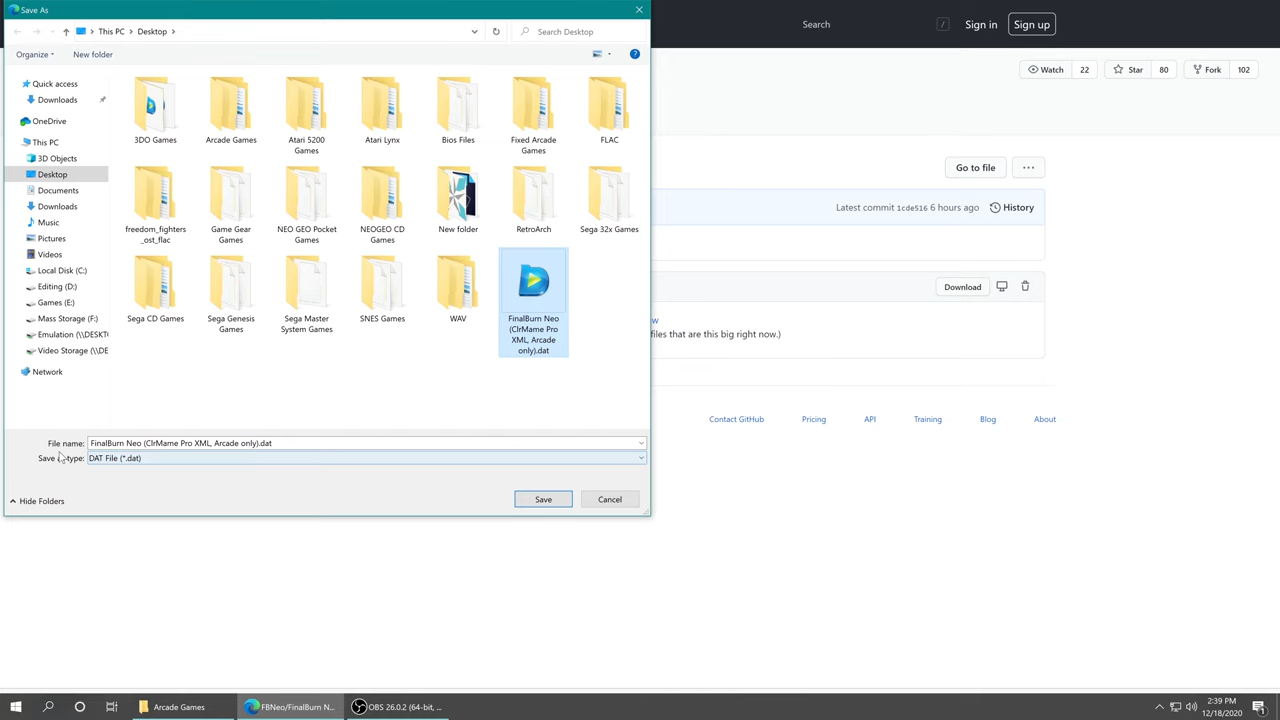 Save As
This PC
Desktop
Search Desktop
Organize
New folder
Quick access
Downloads
OneDrive
This PC
3D Objects
Desktop
Documents
Downloads
Music
Pictures
Videos
Local Disk (C:)
Editing (D:)
Games (E:)
Mass Storage (F:)
Emulation (\\DESKT
Video Storage (\\DE
Network
3DO Games
Arcade Games
Atari 5200
Games
Atari Lynx
Bios Files
Fixed Arcade
Games
FLAC
freedom_fighters
_ost_flac
Game Gear
Games
NEO GEO Pocket
Games
NEOGEO CD
Games
New folder
RetroArch
Sega 32x Games
Sega CD Games
Sega Genesis
Games
Sega Master
System Games
SNES Games
WAV
FinalBurn Neo
(ClrMame Pro
XML, Arcade
only).dat
File name:
FinalBurn Neo (ClrMame Pro XML, Arcade only).dat
Save type:
DAT File (*.dat)
Hide Folders
Save
Cancel
Search
/
Sign in
Sign up
Watch
22
Star
80
Fork
102
Go to file
Latest commit 1cde516 6 hours ago
History
Download
w
files that are this big right now.)
Contact GitHub
Pricing
API
Training
Blog
About
Arcade Games
FBNeo/FinalBurn N...
OBS 26.0.2 (64-bit, ...
2:39 PM
12/18/2020
1